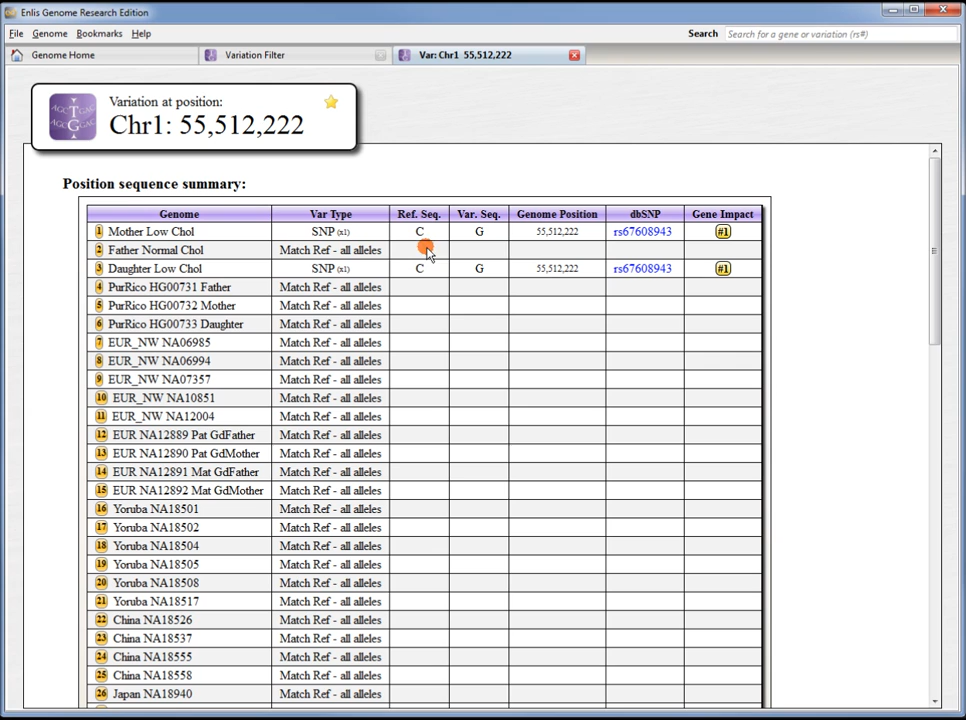 Enlis Genome Research Edition
File Genome Bookmarks Help Search Search for a gene or variation (rs#)
Genome Home Variation Filter Var: Chr1 55,512,222
Variation at position:
Chr1: 55,512,222
Position sequence summary:
Genome Var Type Ref. Seq. Var. Seq. Genome Position dbSNP Gene Impact
1 Mother Low Chol SNP (x1) C G 55,512,222 rs67608943 #1
2 Father Normal Chol Match Ref - all alleles
3 Daughter Low Chol SNP (x1) C G 55,512,222 rs67608943 #1
4 PurRico HG00731 Father Match Ref - all alleles
5 PurRico HG00732 Mother Match Ref - all alleles
6 PurRico HG00733 Daughter Match Ref - all alleles
7 EUR_NW NA06985 Match Ref - all alleles
8 EUR_NW NA06994 Match Ref - all alleles
9 EUR_NW NA07357 Match Ref - all alleles
10 EUR_NW NA10851 Match Ref - all alleles
11 EUR_NW NA12004 Match Ref - all alleles
12 EUR NA12889 Pat GdFather Match Ref - all alleles
13 EUR NA12890 Pat GdMother Match Ref - all alleles
14 EUR NA12891 Mat GdFather Match Ref - all alleles
15 EUR NA12892 Mat GdMother Match Ref - all alleles
16 Yoruba NA18501 Match Ref - all alleles
17 Yoruba NA18502 Match Ref - all alleles
18 Yoruba NA18504 Match Ref - all alleles
19 Yoruba NA18505 Match Ref - all alleles
20 Yoruba NA18508 Match Ref - all alleles
21 Yoruba NA18517 Match Ref - all alleles
22 China NA18526 Match Ref - all alleles
23 China NA18537 Match Ref - all alleles
24 China NA18555 Match Ref - all alleles
25 China NA18558 Match Ref - all alleles
26 Japan NA18940 Match Ref - all alleles